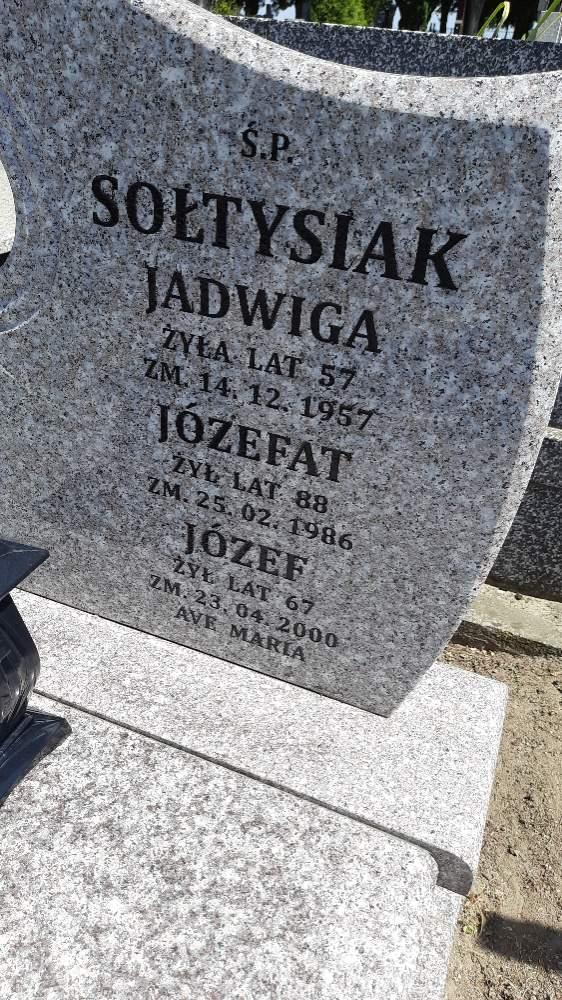 Ś.P.
SOŁTYSIAK
JADWIGA
ŻYŁA LAT 57
ZM. 14.12.1957
JÓZEFAT
ŻYŁ LAT 88
ZM. 25.02.1986
JÓZEF
ŻYŁ LAT 67
ZM. 23.04.2000
AVE MARIA